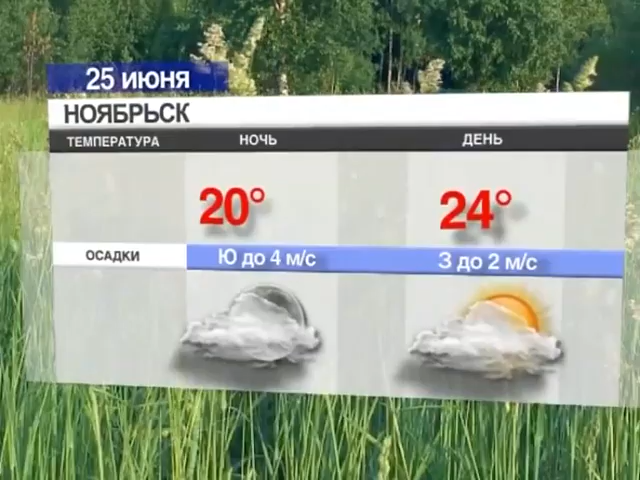 25 июня
НОЯБРЬСК
ТЕМПЕРАТУРА НОЧЬ ДЕНЬ
20° 24°
ОСАДКИ Ю до 4 м/с З до 2 м/с